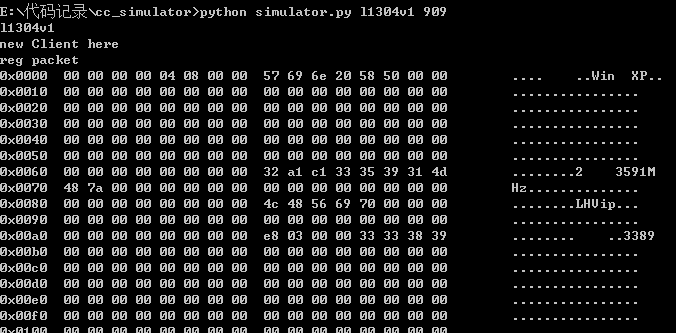 E:\代码记录\cc_simulator>python simulator.py l1304v1 909
l1304v1
new Client here
reg packet
0x0000  00 00 00 00 04 08 00 00  57 69 6e 20 58 50 00 00  ....    ..Win  XP..
0x0010  00 00 00 00 00 00 00 00  00 00 00 00 00 00 00 00  ................
0x0020  00 00 00 00 00 00 00 00  00 00 00 00 00 00 00 00  ................
0x0030  00 00 00 00 00 00 00 00  00 00 00 00 00 00 00 00  ................
0x0040  00 00 00 00 00 00 00 00  00 00 00 00 00 00 00 00  ................
0x0050  00 00 00 00 00 00 00 00  00 00 00 00 00 00 00 00  ................
0x0060  00 00 00 00 00 00 00 00  32 a1 c1 33 35 39 31 4d  ........2    3591M
0x0070  48 7a 00 00 00 00 00 00  00 00 00 00 00 00 00 00  Hz..............
0x0080  00 00 00 00 00 00 00 00  4c 48 56 69 70 00 00 00  ........LHVip...
0x0090  00 00 00 00 00 00 00 00  00 00 00 00 00 00 00 00  ................
0x00a0  00 00 00 00 00 00 00 00  e8 03 00 00 33 33 38 39  ........    ..3389
0x00b0  00 00 00 00 00 00 00 00  00 00 00 00 00 00 00 00  ................
0x00c0  00 00 00 00 00 00 00 00  00 00 00 00 00 00 00 00  ................
0x00d0  00 00 00 00 00 00 00 00  00 00 00 00 00 00 00 00  ................
0x00e0  00 00 00 00 00 00 00 00  00 00 00 00 00 00 00 00  ................
0x00f0  00 00 00 00 00 00 00 00  00 00 00 00 00 00 00 00  ................